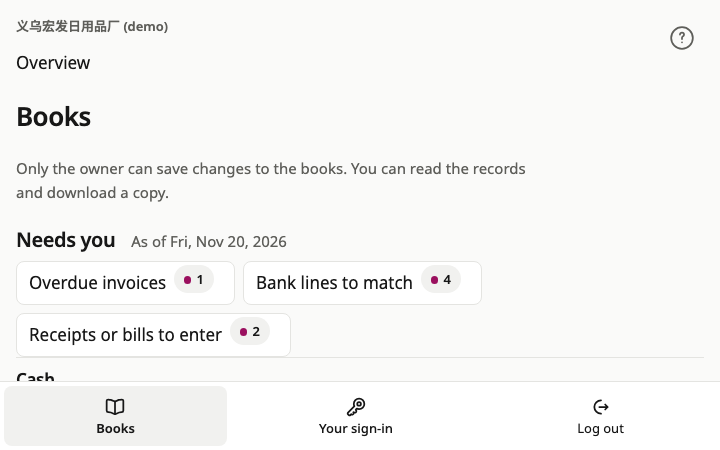 义乌宏发日用品厂 (demo)
?
Overview
Books
Only the owner can save changes to the books. You can read the records
and download a copy.
Needs you As of Fri, Nov 20, 2026
Overdue invoices 1 Bank lines to match 4
Receipts or bills to enter 2
Cash
Books Your sign-in Log out